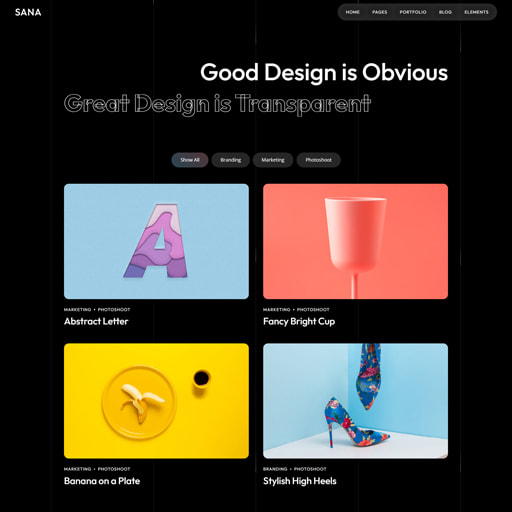 SANA
HOME PAGES PORTFOLIO BLOG ELEMENTS
Good Design is Obvious
Great Design is Transparent
Show All Branding Marketing Photoshoot
A
MARKETING • PHOTOSHOOT
Abstract Letter
MARKETING • PHOTOSHOOT
Fancy Bright Cup
MARKETING • PHOTOSHOOT
Banana on a Plate
BRANDING • PHOTOSHOOT
Stylish High Heels